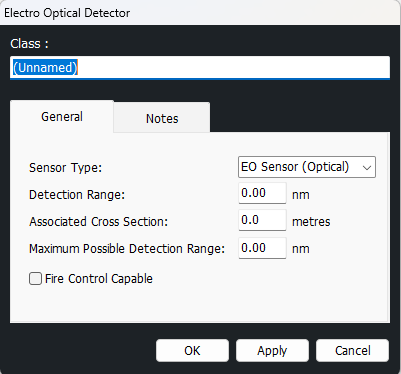 Electro Optical Detector
Class :
(Unnamed)
General Notes
Sensor Type: EO Sensor (Optical)
Detection Range: 0.00 nm
Associated Cross Section: 0.0 metres
Maximum Possible Detection Range: 0.00 nm
Fire Control Capable
OK Apply Cancel